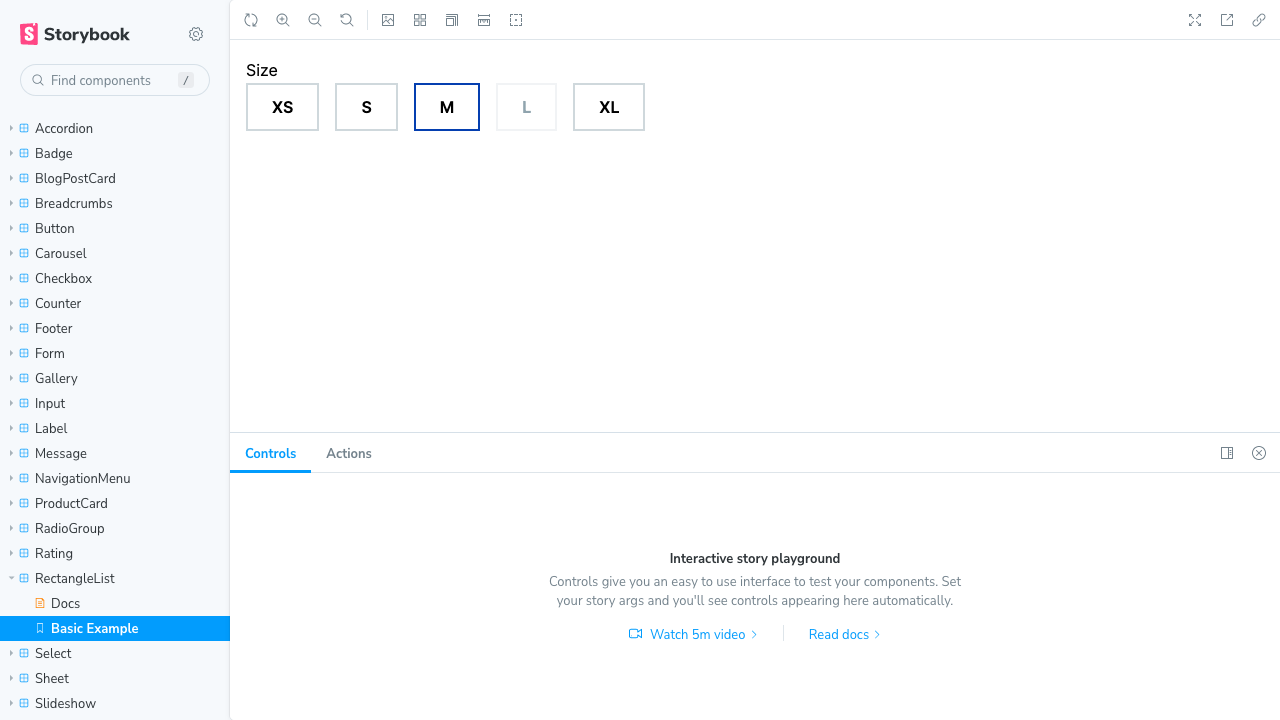 Storybook
Find components
/
Accordion
Badge
BlogPostCard
Breadcrumbs
Button
Carousel
Checkbox
Counter
Footer
Form
Gallery
Input
Label
Message
NavigationMenu
ProductCard
RadioGroup
Rating
RectangleList
Docs
Basic Example
Select
Sheet
Slideshow
Size
XS S M L XL
Controls Actions
Interactive story playground
Controls give you an easy to use interface to test your components. Set
your story args and you'll see controls appearing here automatically.
Watch 5m video Read docs